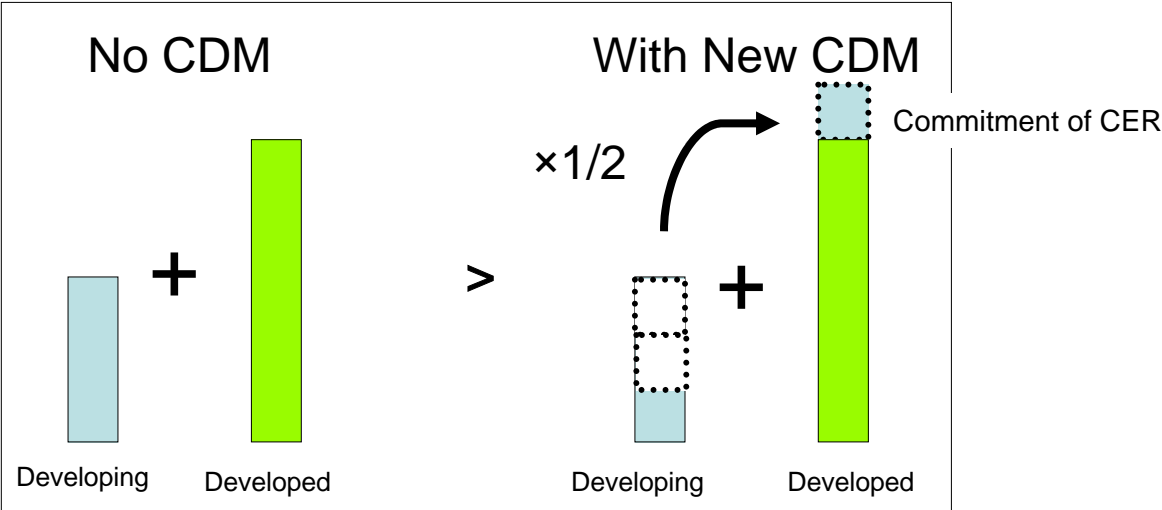 No CDM
With New CDM
Commitment of CER
×1/2
+
>
+
Developing
Developed
Developing
Developed